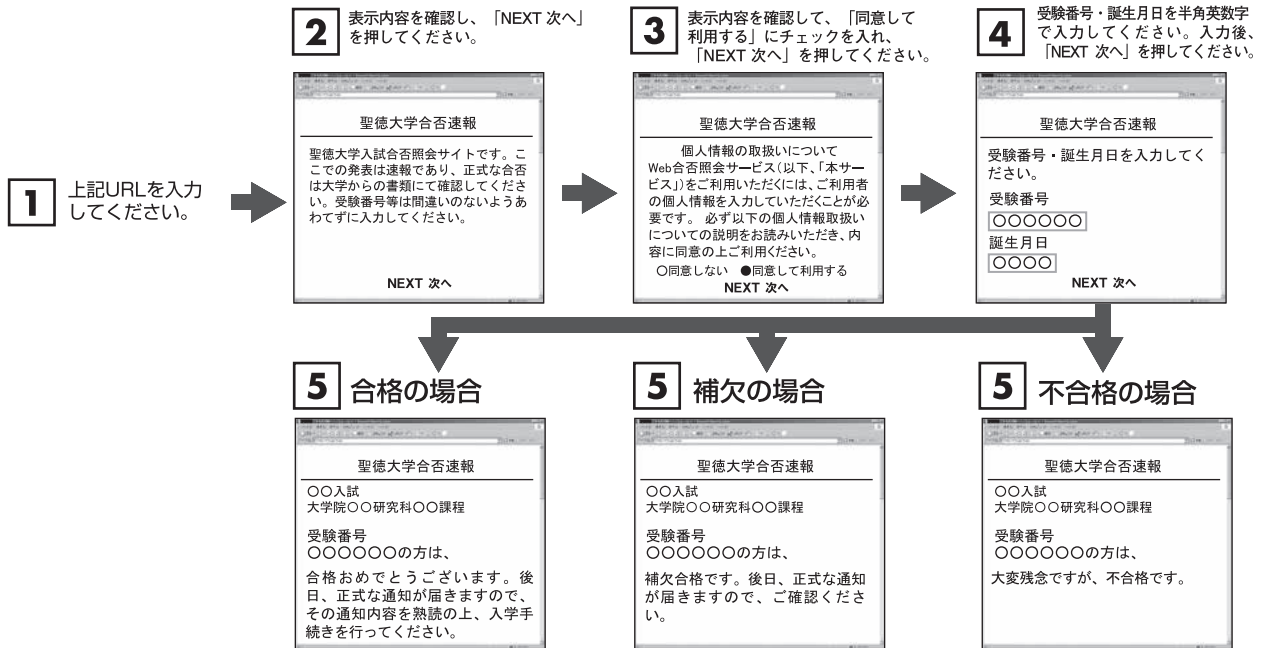 1
上記URLを入力
してください。
2
表示内容を確認し、「NEXT 次へ」
を押してください。
聖徳大学合否速報
聖徳大学入試合否照会サイトです。こ
こでの発表は速報であり、正式な合否
は大学からの書類にて確認してくださ
い。受験番号等は間違いのないようあ
わてずに入力してください。
NEXT 次へ
3
表示内容を確認して、「同意して
利用する」にチェックを入れ、
「NEXT 次へ」を押してください。
聖徳大学合否速報
個人情報の取扱いについて
Web合否照会サービス(以下、「本サー
ビス」)をご利用いただくには、ご利用者
の個人情報を入力していただくことが必
要です。 必ず以下の個人情報取扱い
についての説明をお読みいただき、内
容に同意の上ご利用ください。
○同意しない ●同意して利用する
NEXT 次へ
4
受験番号・誕生月日を半角英数字
で入力してください。入力後、
「NEXT 次へ」を押してください。
聖徳大学合否速報
受験番号・誕生月日を入力してく
ださい。
受験番号
○○○○○○
誕生月日
○○○○
NEXT 次へ
5 合格の場合
聖徳大学合否速報
○○入試
大学院○○研究科○○課程
受験番号
○○○○○○の方は、
合格おめでとうございます。後
日、正式な通知が届きますので、
その通知内容を熟読の上、入学手
続きを行ってください。
5 補欠の場合
聖徳大学合否速報
○○入試
大学院○○研究科○○課程
受験番号
○○○○○○の方は、
補欠合格です。後日、正式な通知
が届きますので、ご確認くださ
い。
5 不合格の場合
聖徳大学合否速報
○○入試
大学院○○研究科○○課程
受験番号
○○○○○○の方は、
大変残念ですが、不合格です。